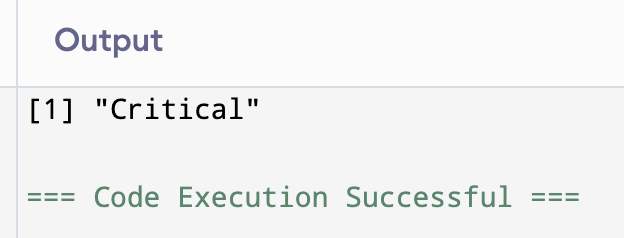 Output
[1] "Critical"
=== Code Execution Successful ===